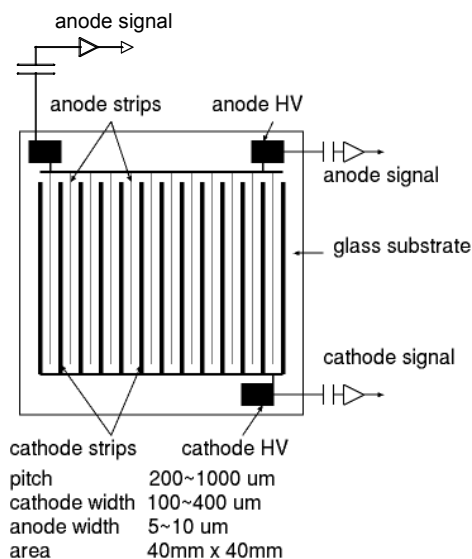 anode signal
anode strips
anode HV
anode signal
glass substrate
cathode signal
cathode strips
cathode HV
pitch 200~1000 um
cathode width 100~400 um
anode width 5~10 um
area 40mm x 40mm